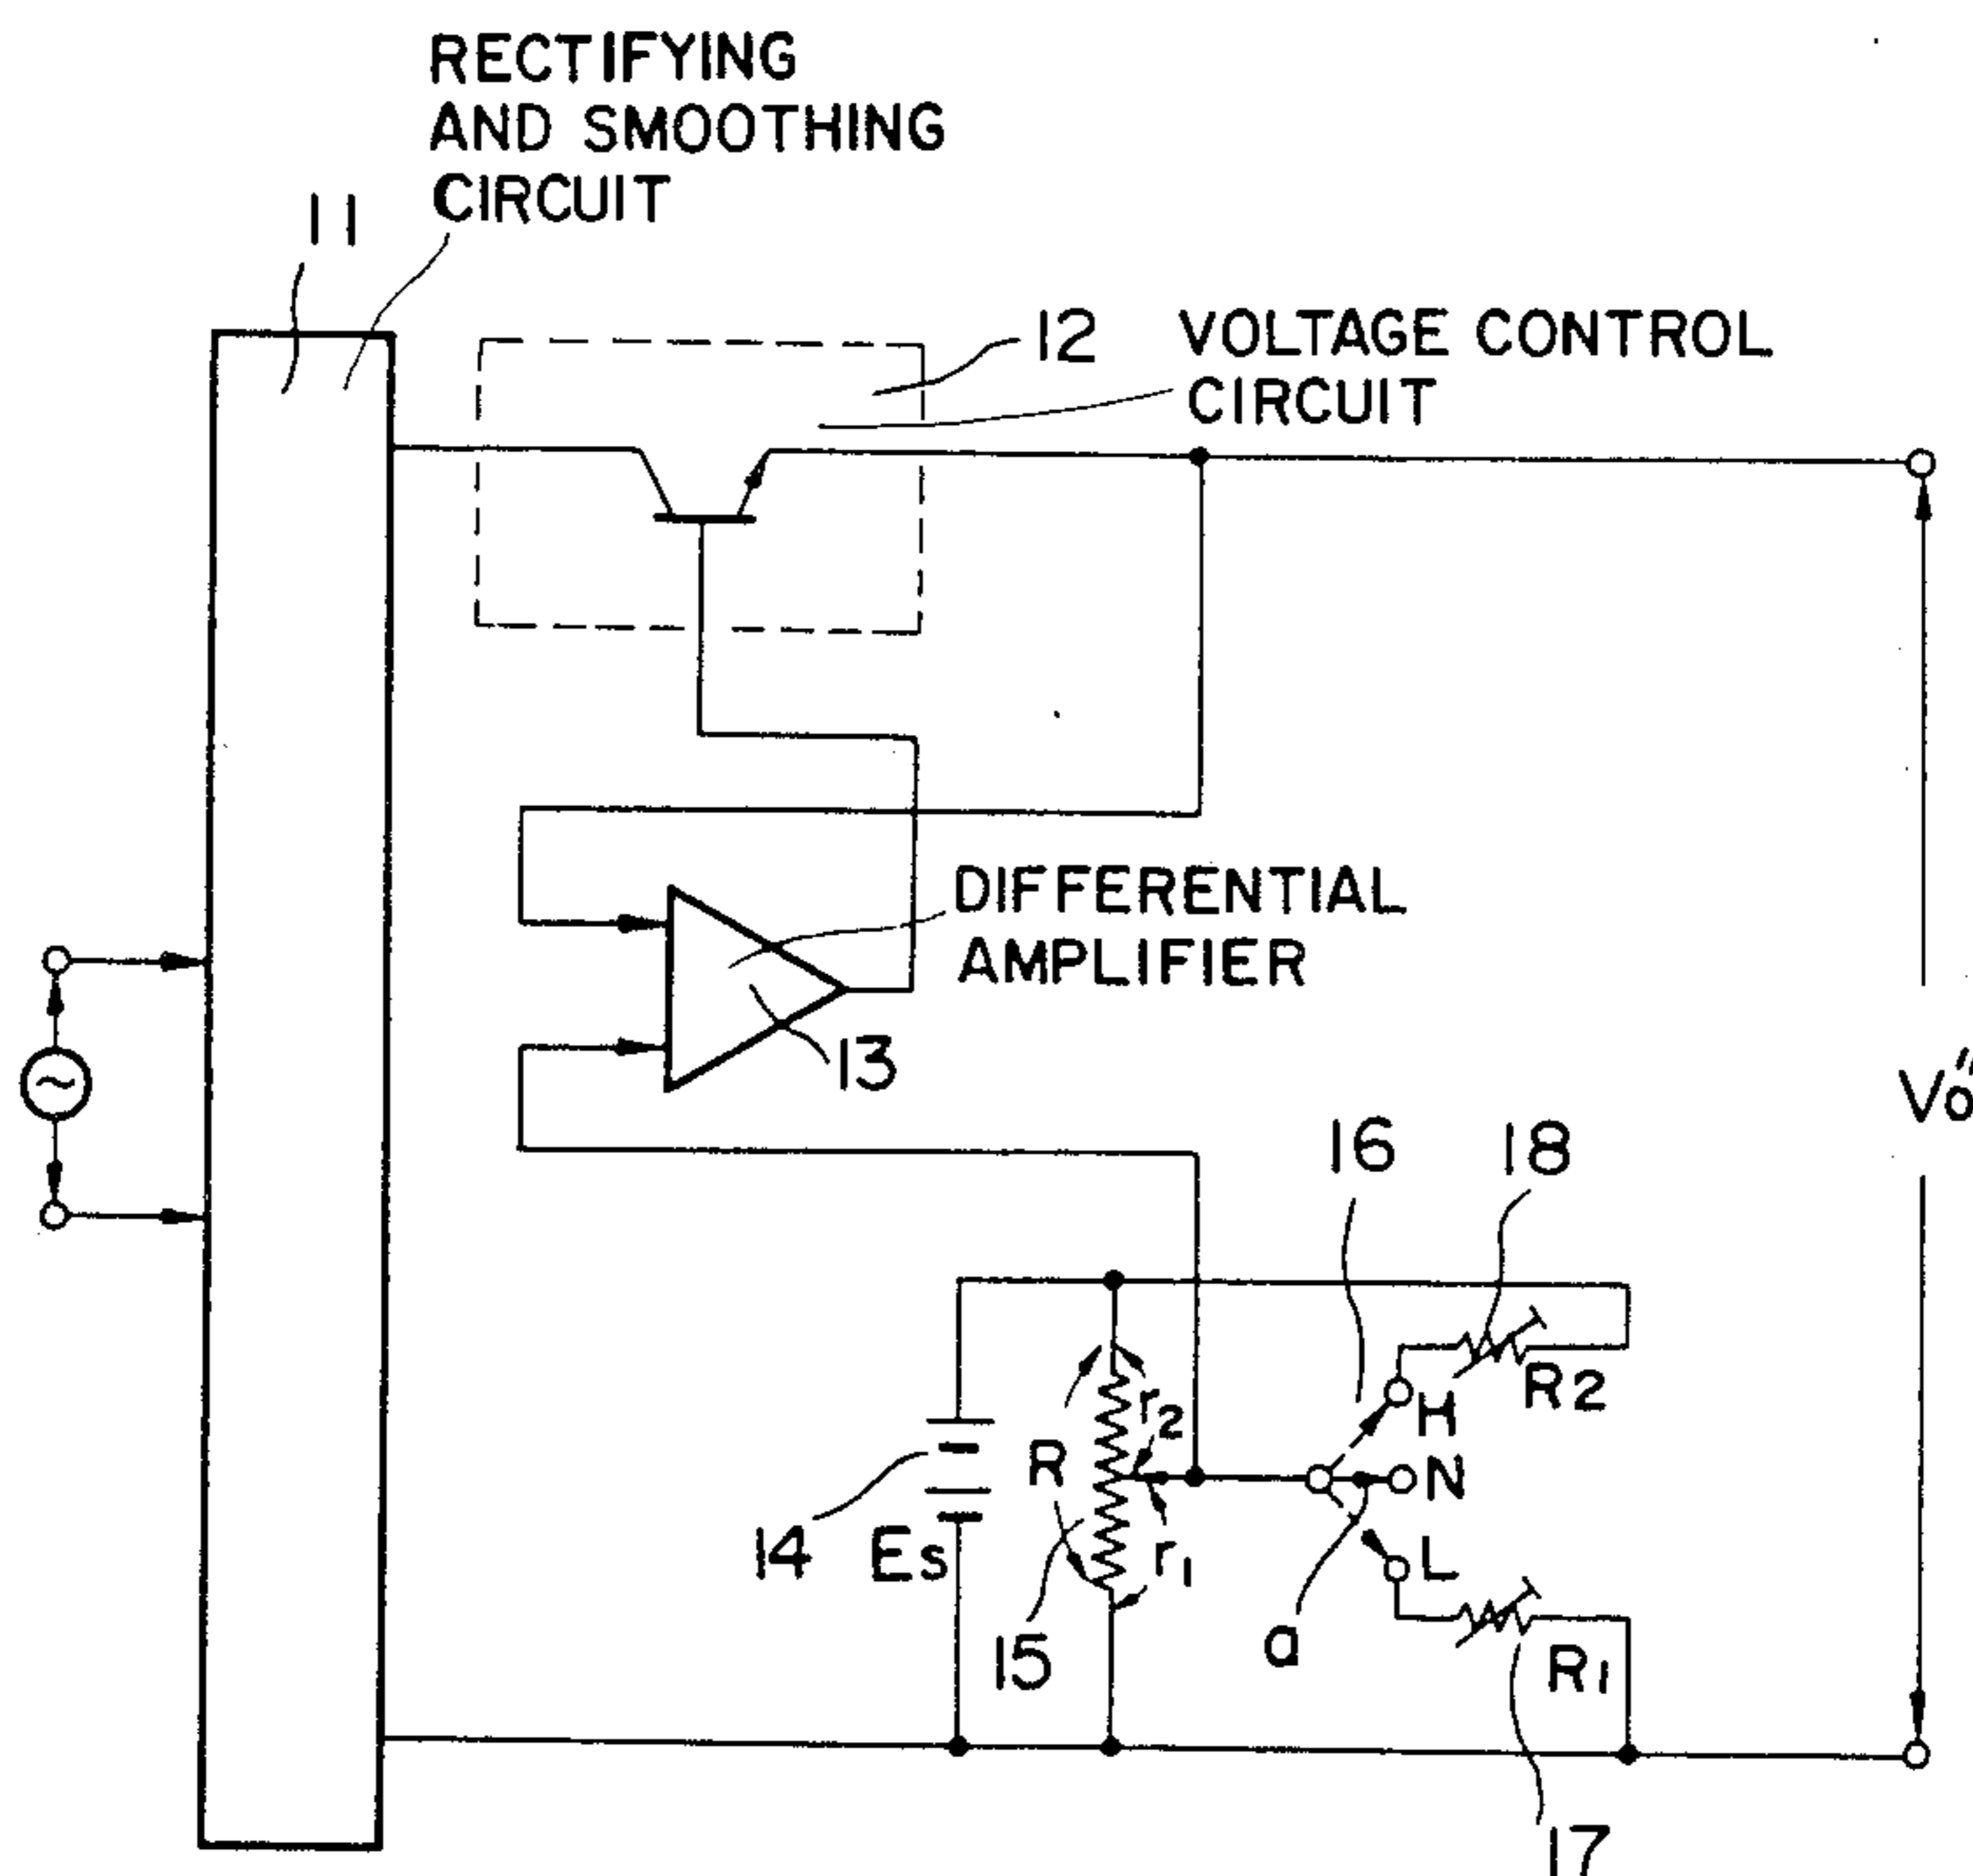 RECTIFYING
AND SMOOTHING
CIRCUIT
11
12
VOLTAGE CONTROL
CIRCUIT
DIFFERENTIAL
AMPLIFIER
13
Vo"
16
18
R2
H
r2
R
N
14
Es
L
r1
15
a
R1
17